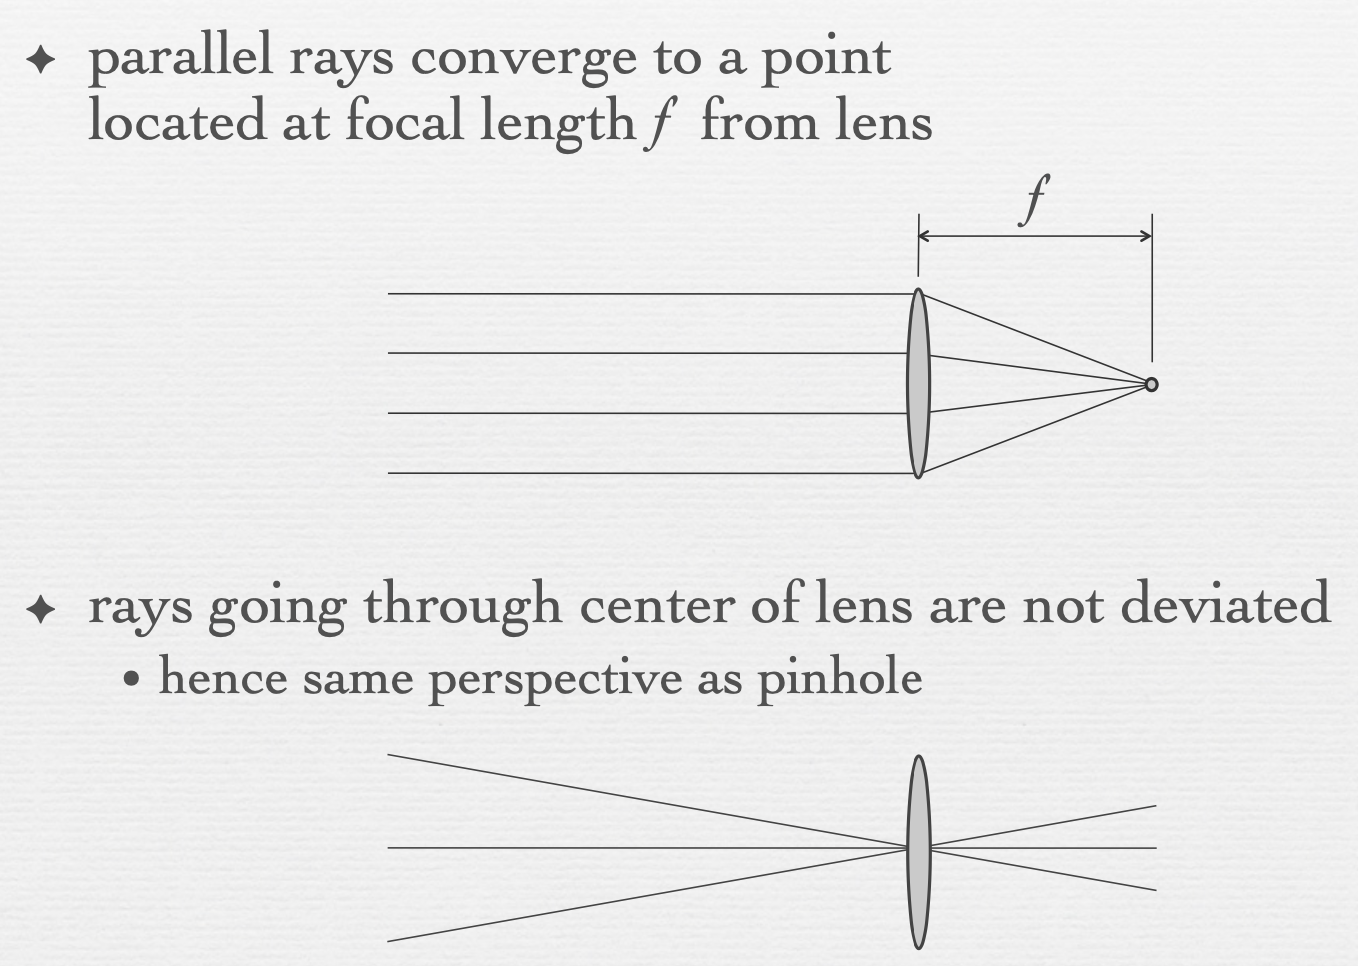 ✦ parallel rays converge to a point
located at focal length f from lens
f
✦ rays going through center of lens are not deviated
• hence same perspective as pinhole